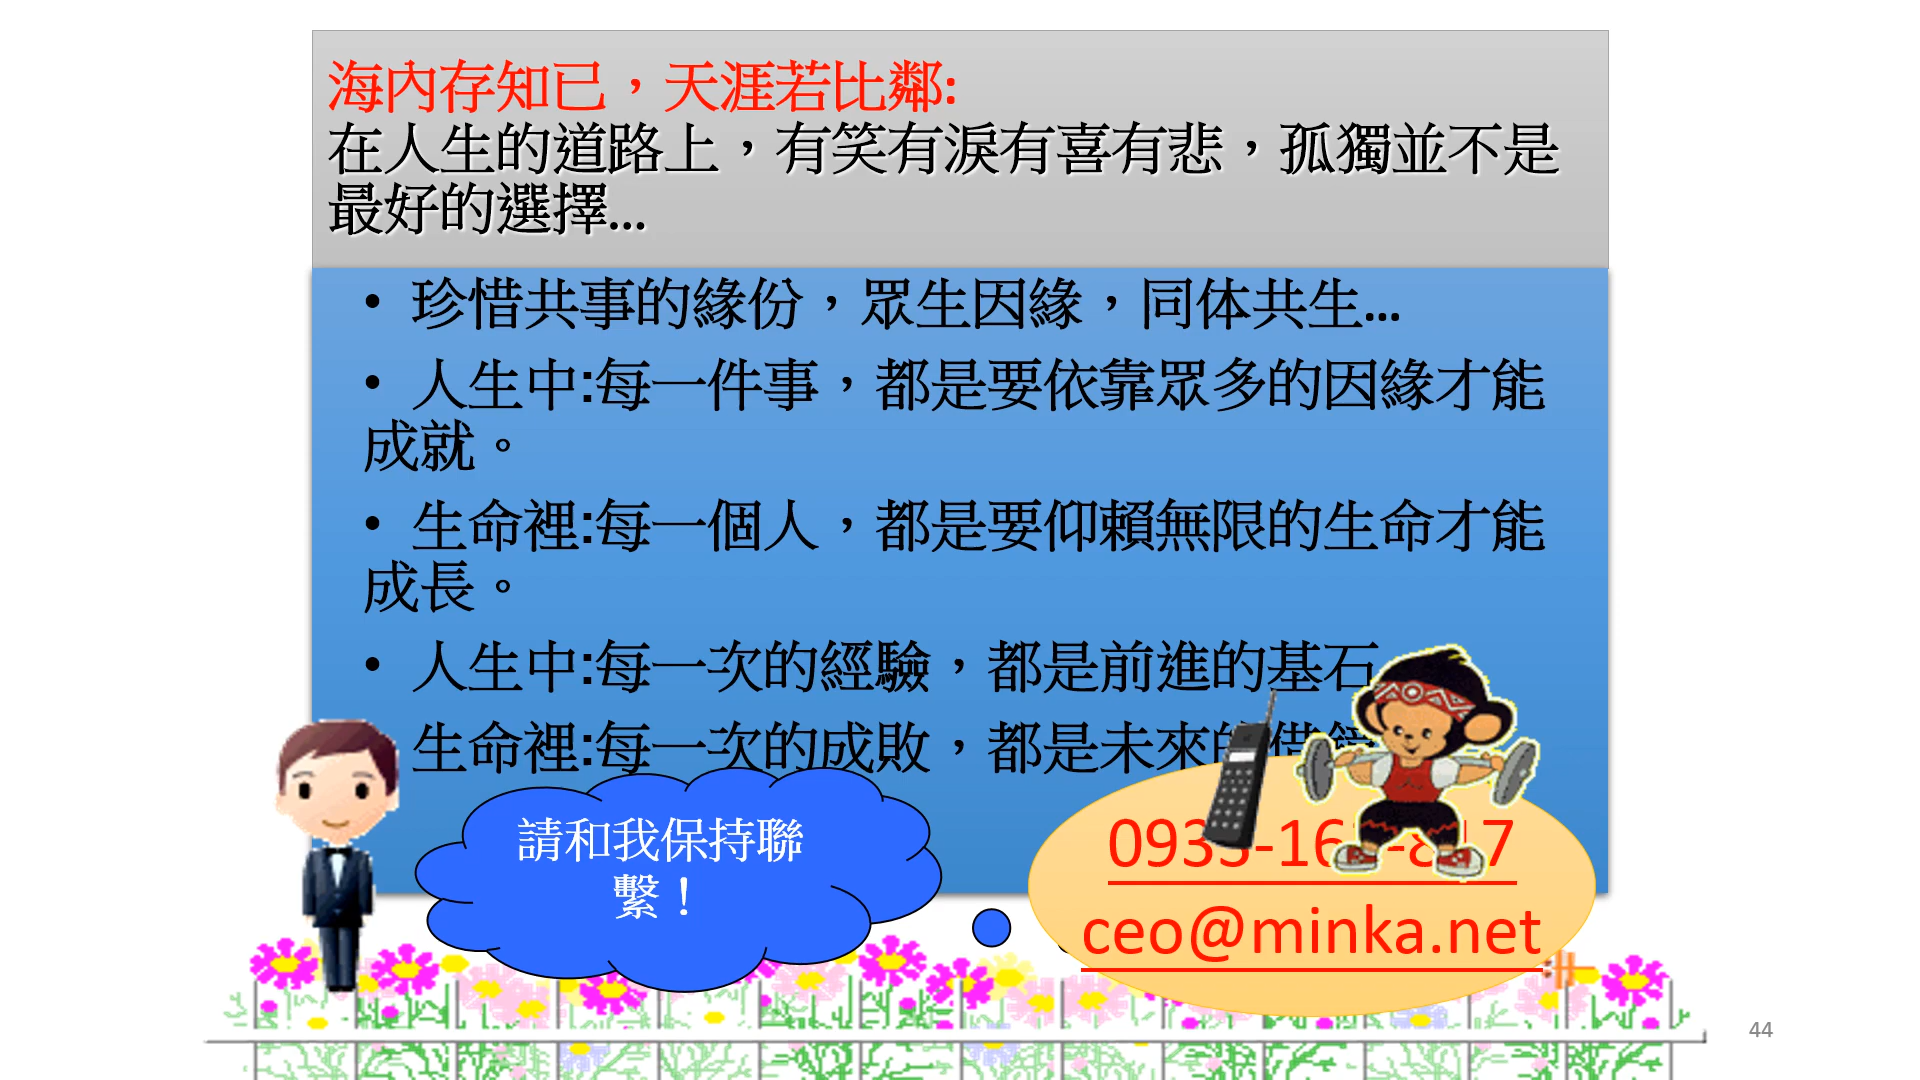 海內存知已，天涯若比鄰:
在人生的道路上，有笑有淚有喜有悲，孤獨並不是
最好的選擇...
• 珍惜共事的緣份，眾生因緣，同体共生...
• 人生中:每一件事，都是要依靠眾多的因緣才能
成就。
• 生命裡:每一個人，都是要仰賴無限的生命才能
成長。
• 人生中:每一次的經驗，都是前進的基石
生命裡:每一次的成敗，都是未來的借鏡
請和我保持聯
繫！
ceo@minka.net
44